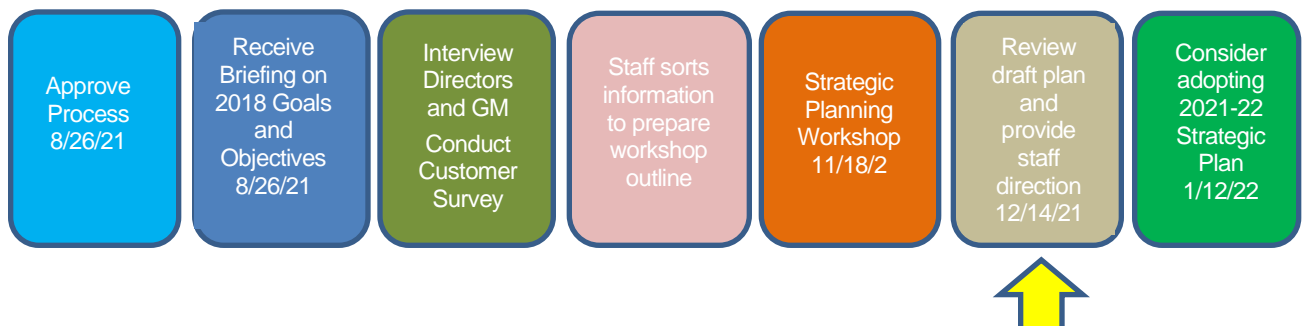 Approve
Process
8/26/21
Receive
Briefing on
2018 Goals
and
Objectives
8/26/21
Interview
Directors
and GM
Conduct
Customer
Survey
Staff sorts
information
to prepare
workshop
outline
Strategic
Planning
Workshop
11/18/2
Review
draft plan
and
provide
staff
direction
12/14/21
Consider
adopting
2021-22
Strategic
Plan
1/12/22